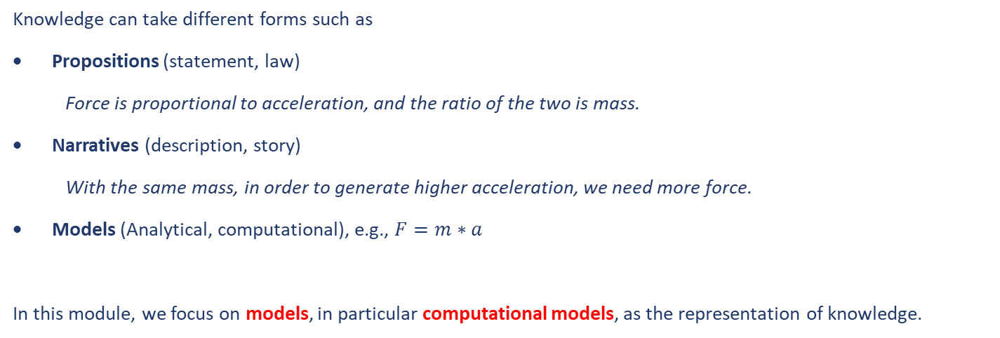 Knowledge can take different forms such as
• Propositions (statement, law)
Force is proportional to acceleration, and the ratio of the two is mass.
• Narratives (description, story)
With the same mass, in order to generate higher acceleration, we need more force.
• Models (Analytical, computational), e.g., F = m * a
In this module, we focus on models, in particular computational models, as the representation of knowledge.